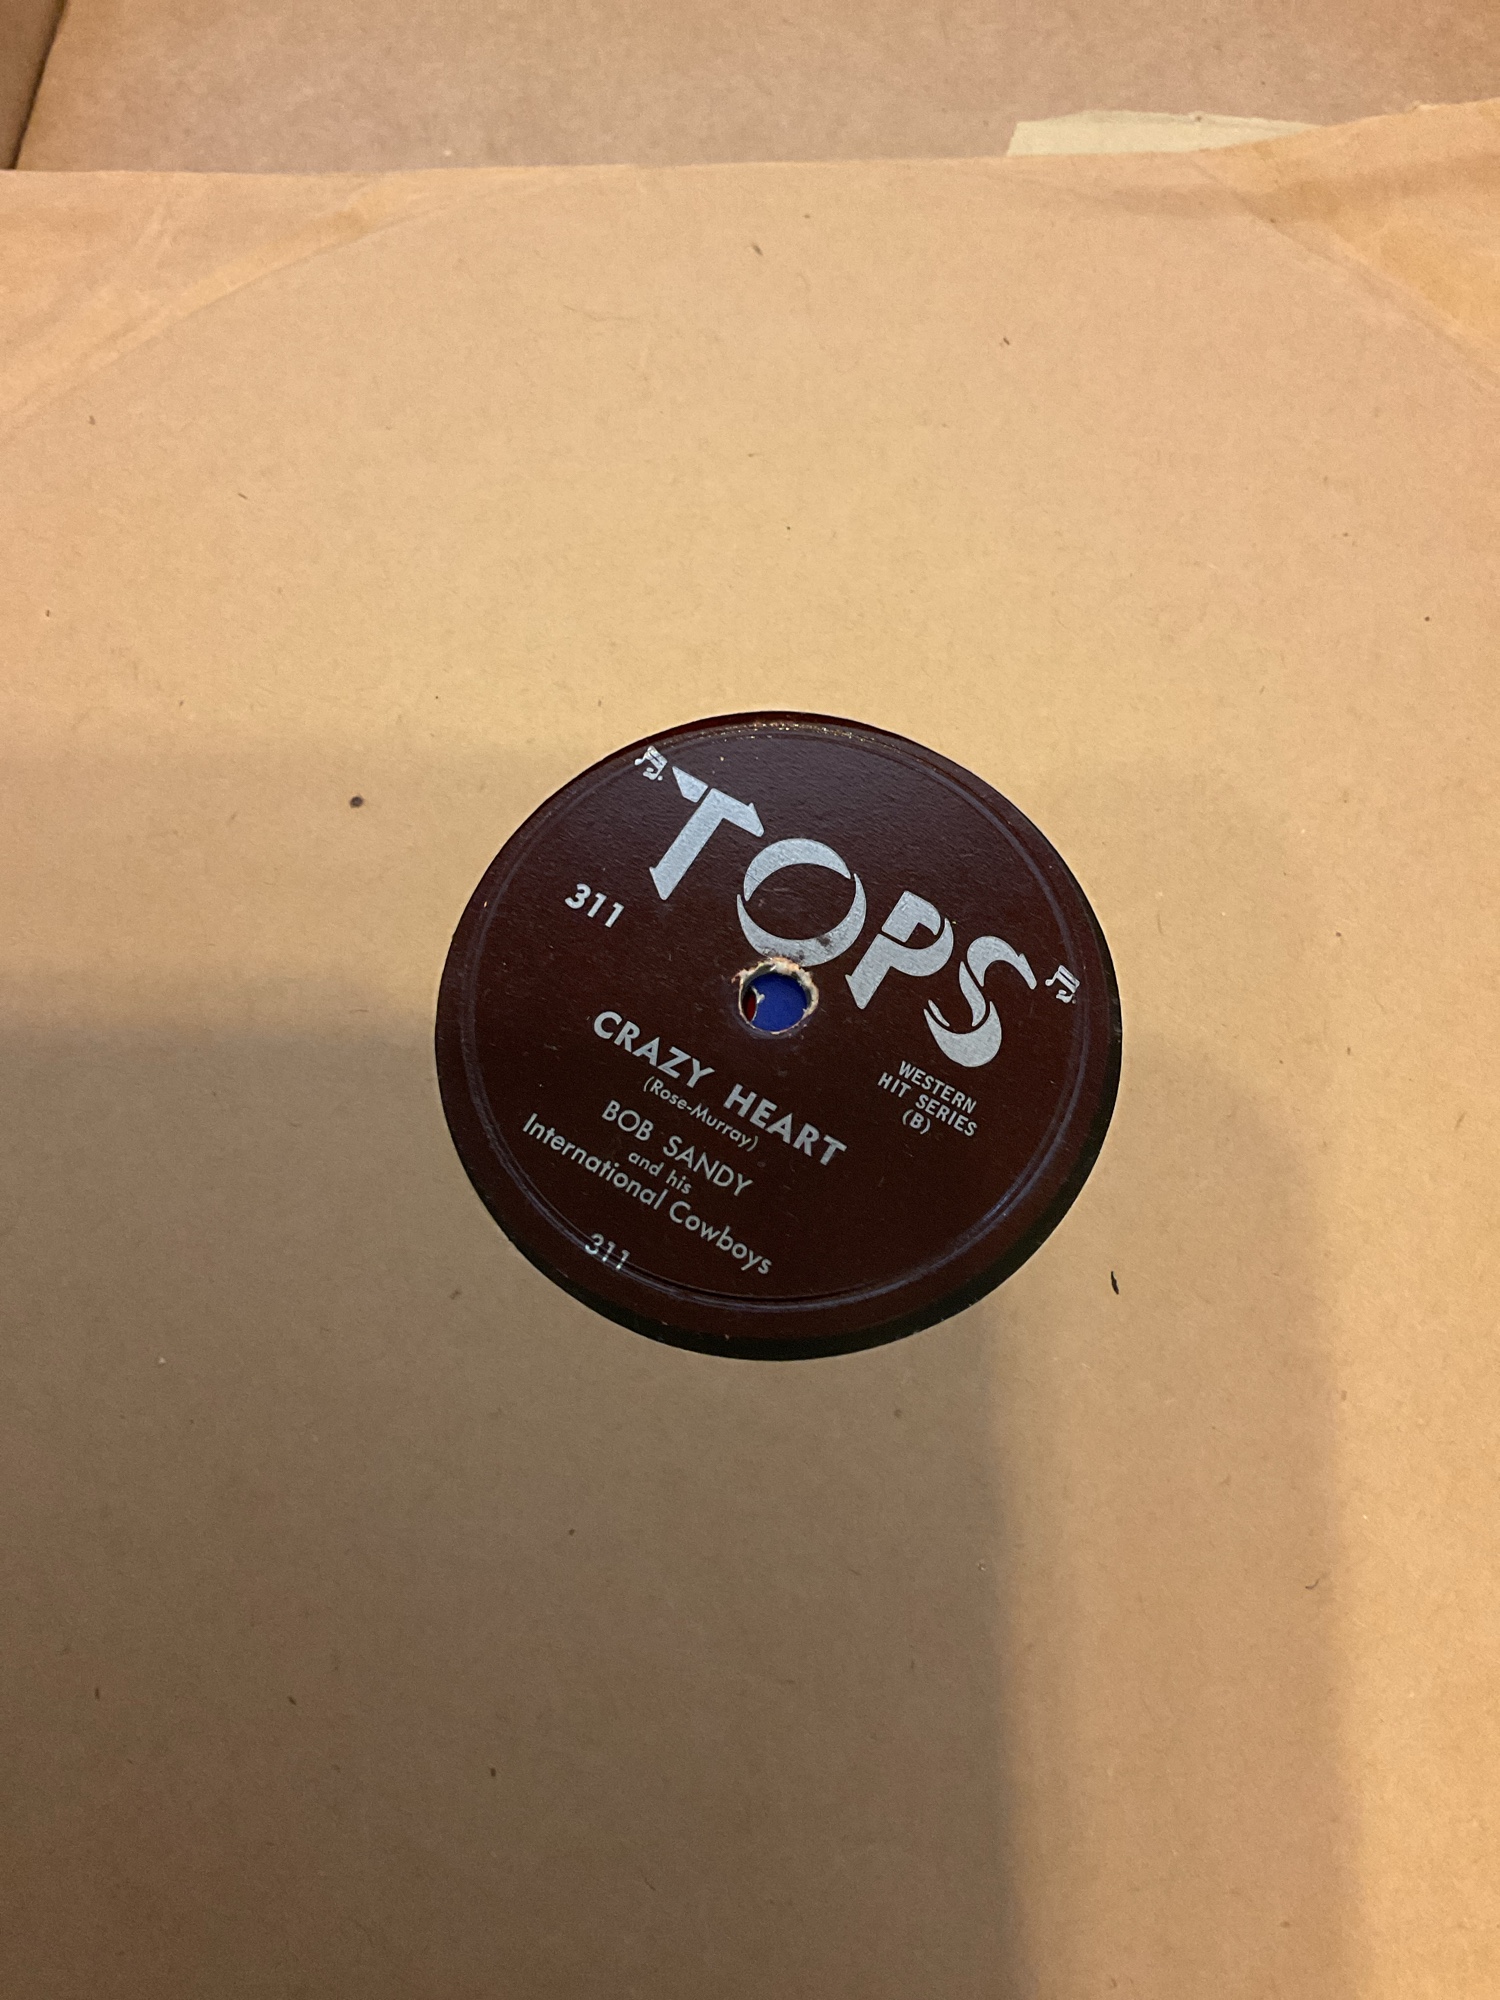 TOPS
311
WESTERN
HIT SERIES
(B)
CRAZY HEART
(Rose-Murray)
BOB SANDY
and his
International Cowboys
311